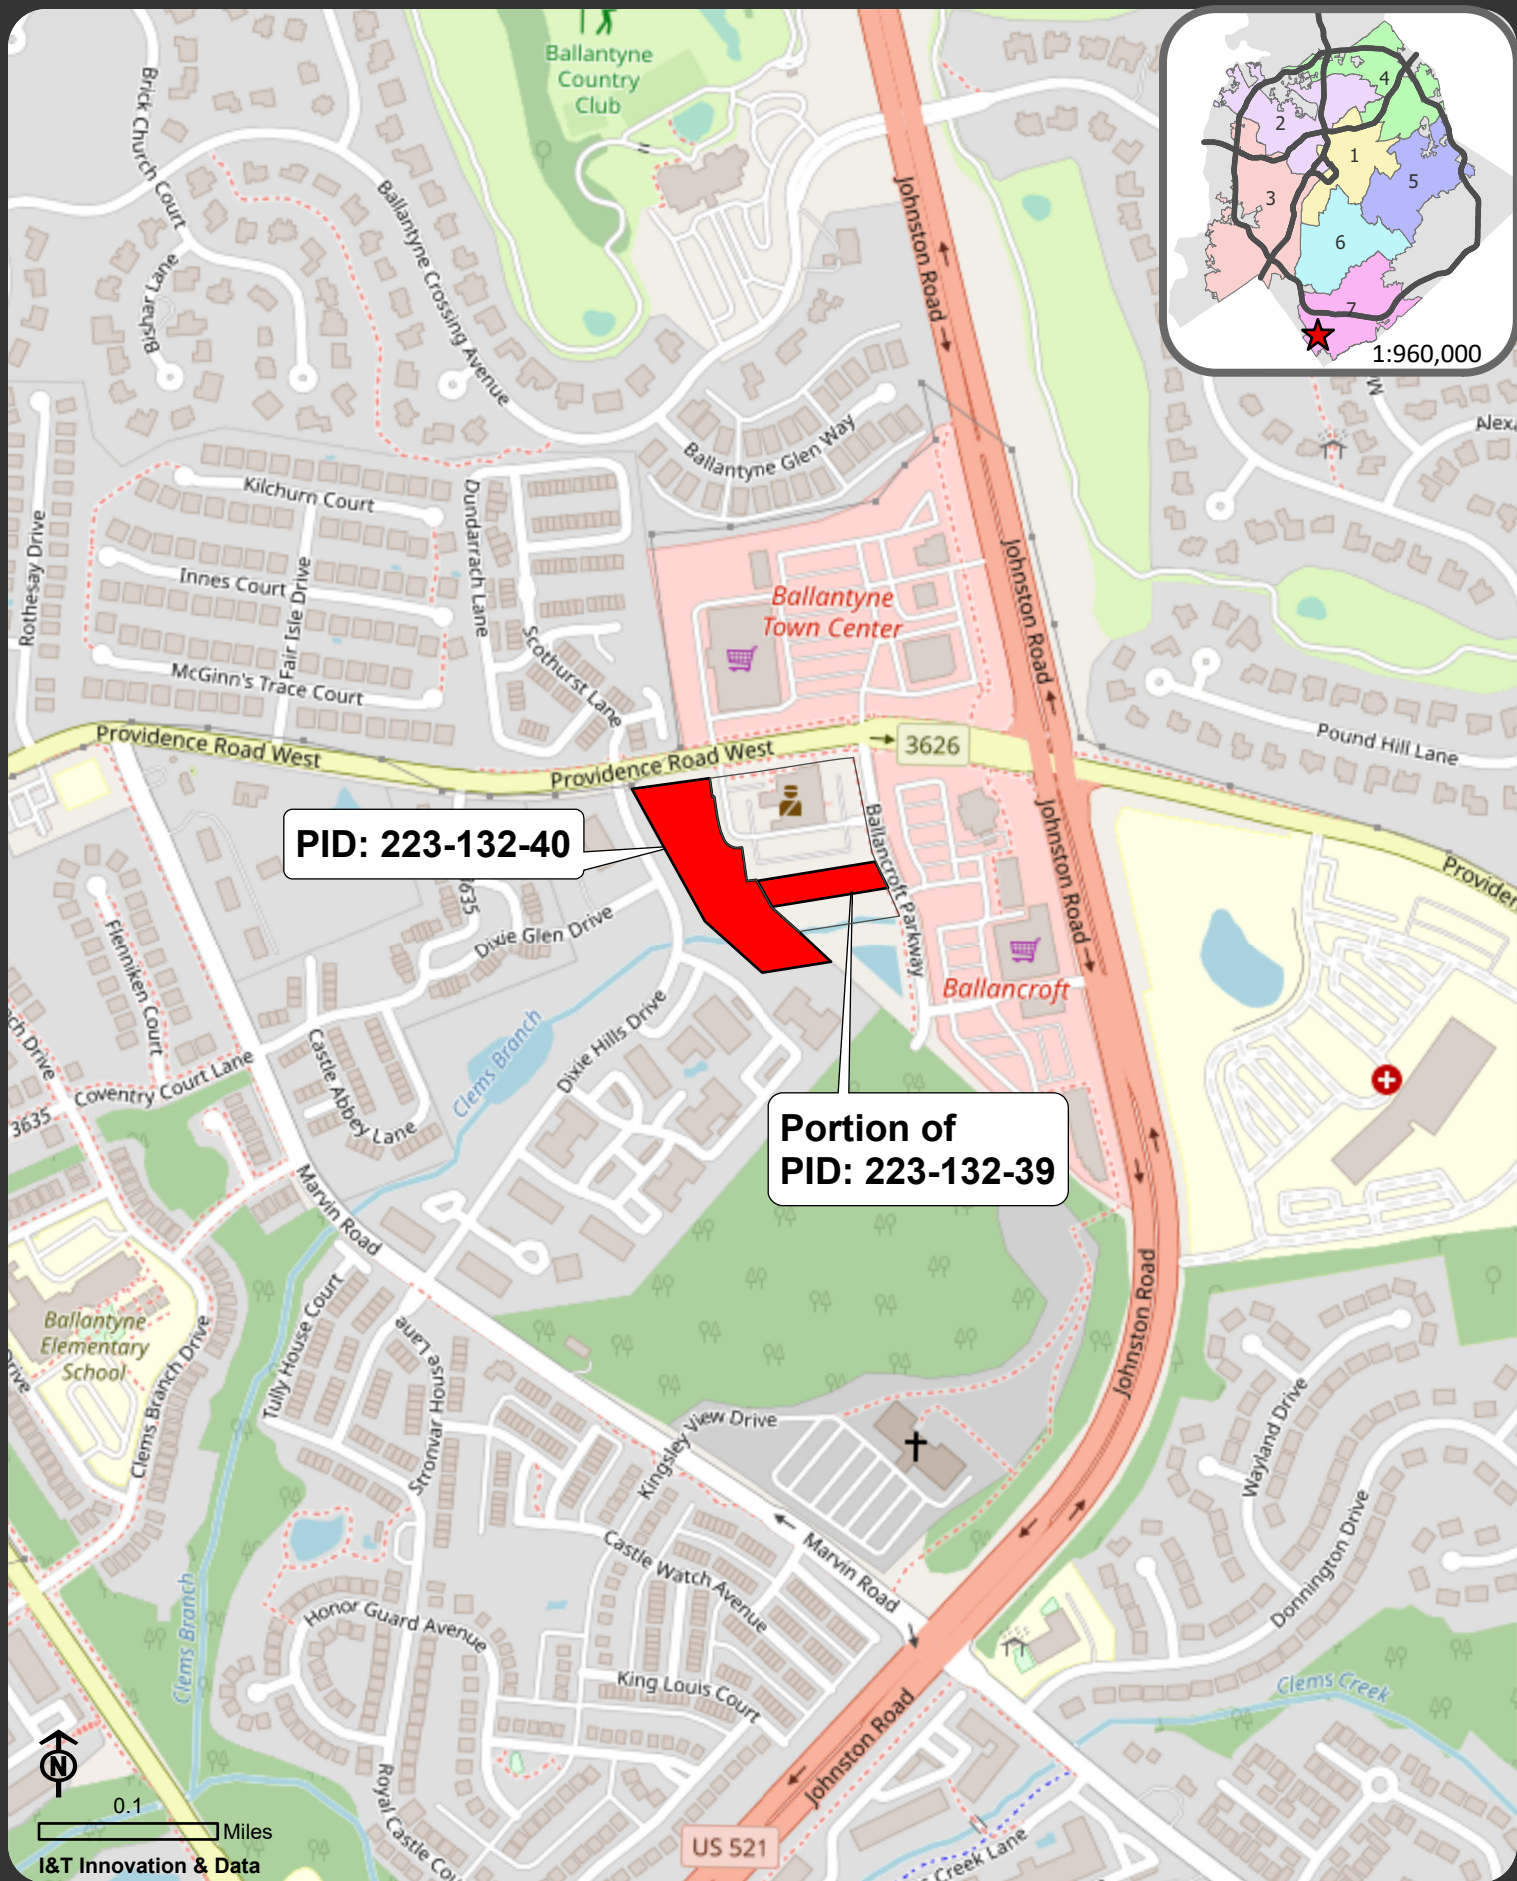 Ballantyne
Country
Club
Brick Church Court
Ballantyne Crossing Avenue
Bishar Lane
Johnston Road
4
2
1
5
3
6
7
1:960,000
Alex
Ballantyne Glen Way
Kilchurn Court
Dundarrach Lane
Rothesay Drive
Innes Court
Fair Isle Drive
Scothurst Lane
McGinn's Trace Court
Ballantyne
Town Center
Johnston Road
Pound Hill Lane
Providence Road West
Providence Road West
3626
PID: 223-132-40
Ballancroft Parkway
Johnston Road
Providen
3635
Flenniken Court
Dixie Glen Drive
Ballancroft
Clems Branch
Dixie Hills Drive
ch Drive
Castle Abbey Lane
Coventry Court Lane
3635
Portion of
PID: 223-132-39
Marvin Road
Johnston Road
Ballantyne
Elementary
School
Drive
Clems Branch Drive
Tully House Court
Stronvar House Lane
Kingsley View Drive
Wayland Drive
Donnington Drive
Castle Watch Avenue
Marvin Road
Clems Branch
Honor Guard Avenue
King Louis Court
Clems Creek
Johnston Road
Royal Castle Cou
US 521
Creek Lane
N
0.1
Miles
I&T Innovation & Data